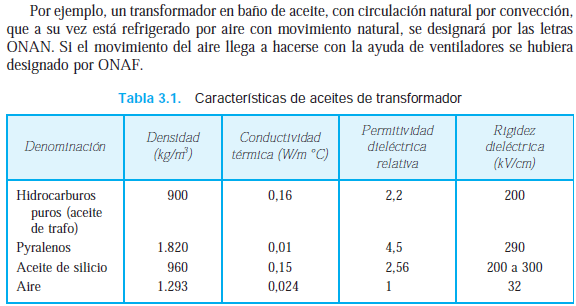 Por ejemplo, un transformador en baño de aceite, con circulación natural por convección,
que a su vez está refrigerado por aire con movimiento natural, se designará por las letras
ONAN. Si el movimiento del aire llega a hacerse con la ayuda de ventiladores se hubiera
designado por ONAF.
Tabla 3.1. Características de aceites de transformador
Denominación Densidad (kg/m³) Conductividad térmica (W/m °C) Permitividad dieléctrica relativa Rigidez dieléctrica (kV/cm)
Hidrocarburos 900 0,16 2,2 200
puros (aceite
de trafo)
Pyralenos 1.820 0,01 4,5 290
Aceite de silicio 960 0,15 2,56 200 a 300
Aire 1.293 0,024 1 32